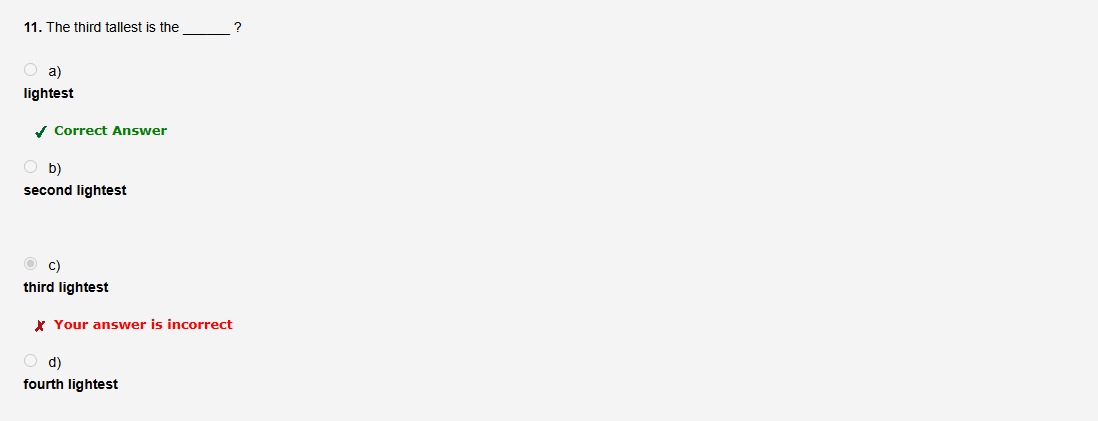 11. The third tallest is the ______ ?
a)
lightest
✓ Correct Answer
b)
second lightest
c)
third lightest
✗ Your answer is incorrect
d)
fourth lightest